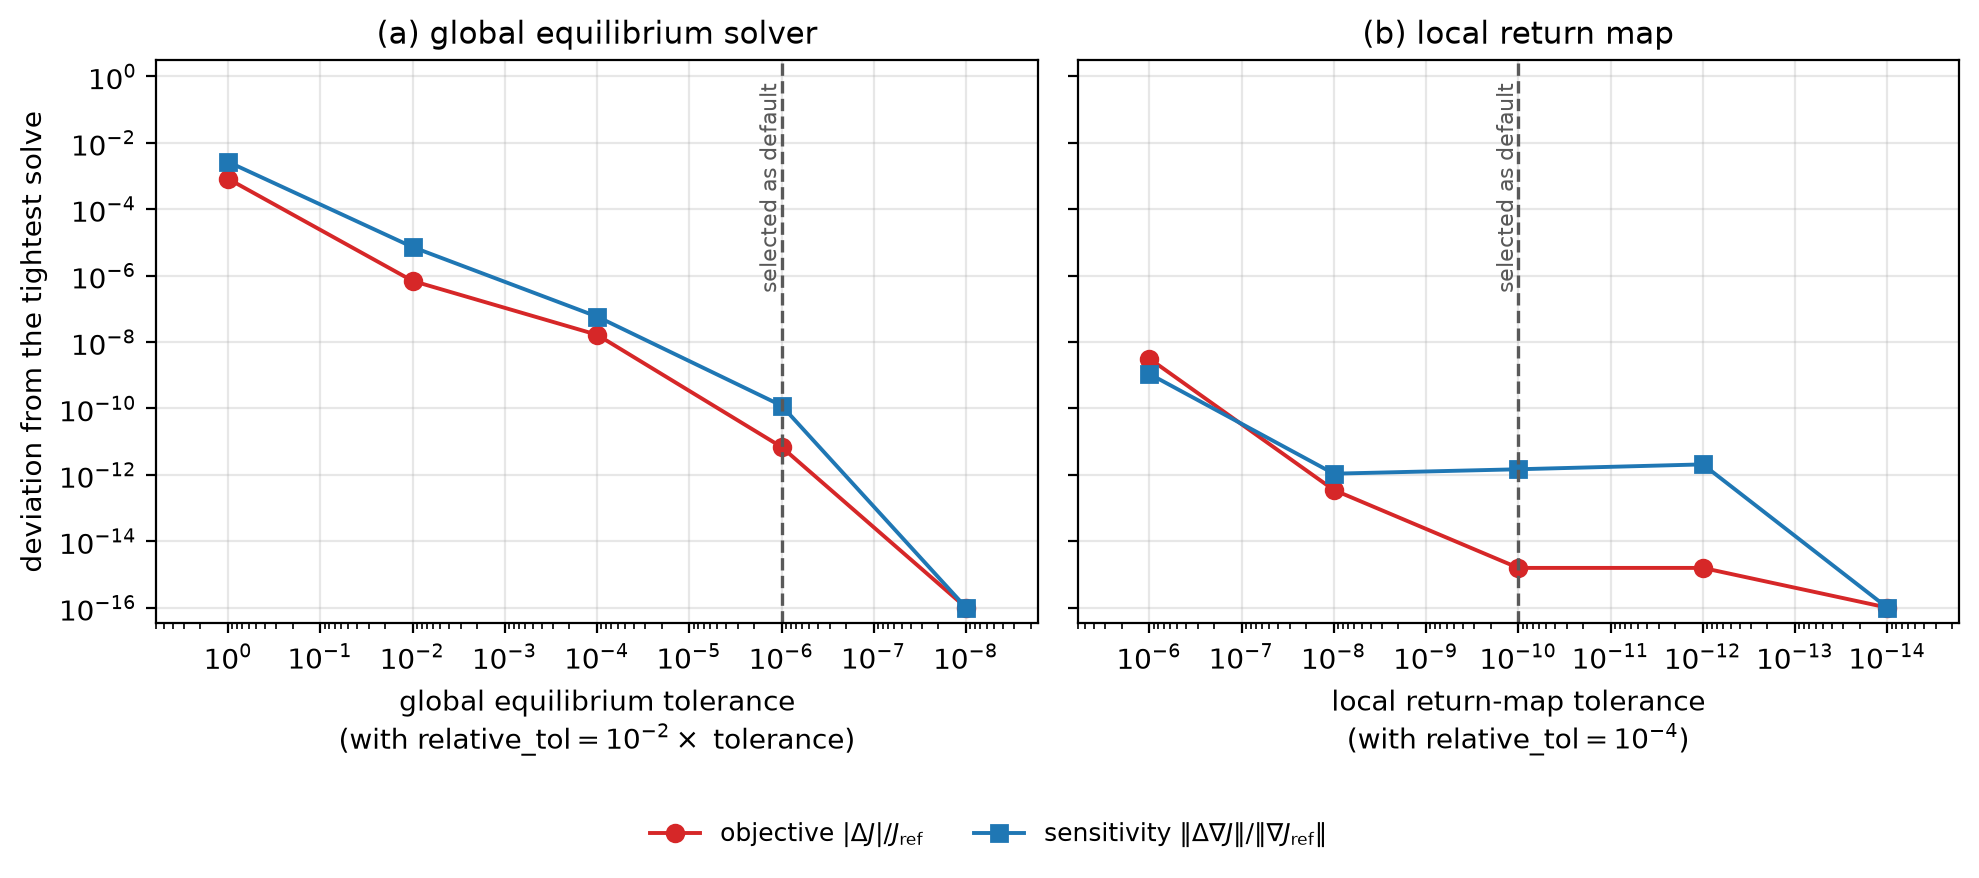 (a) global equilibrium solver
(b) local return map
deviation from the tightest solve
10⁰
10⁻²
10⁻⁴
10⁻⁶
10⁻⁸
10⁻¹⁰
10⁻¹²
10⁻¹⁴
10⁻¹⁶
selected as default
selected as default
10⁰ 10⁻¹ 10⁻² 10⁻³ 10⁻⁴ 10⁻⁵ 10⁻⁶ 10⁻⁷ 10⁻⁸
10⁻⁶ 10⁻⁷ 10⁻⁸ 10⁻⁹ 10⁻¹⁰ 10⁻¹¹ 10⁻¹² 10⁻¹³ 10⁻¹⁴
global equilibrium tolerance
(with relative_tol = 10⁻² × tolerance)
local return-map tolerance
(with relative_tol = 10⁻⁴)
objective |ΔJ|/J_ref
sensitivity ‖Δ∇J‖/‖∇J_ref‖